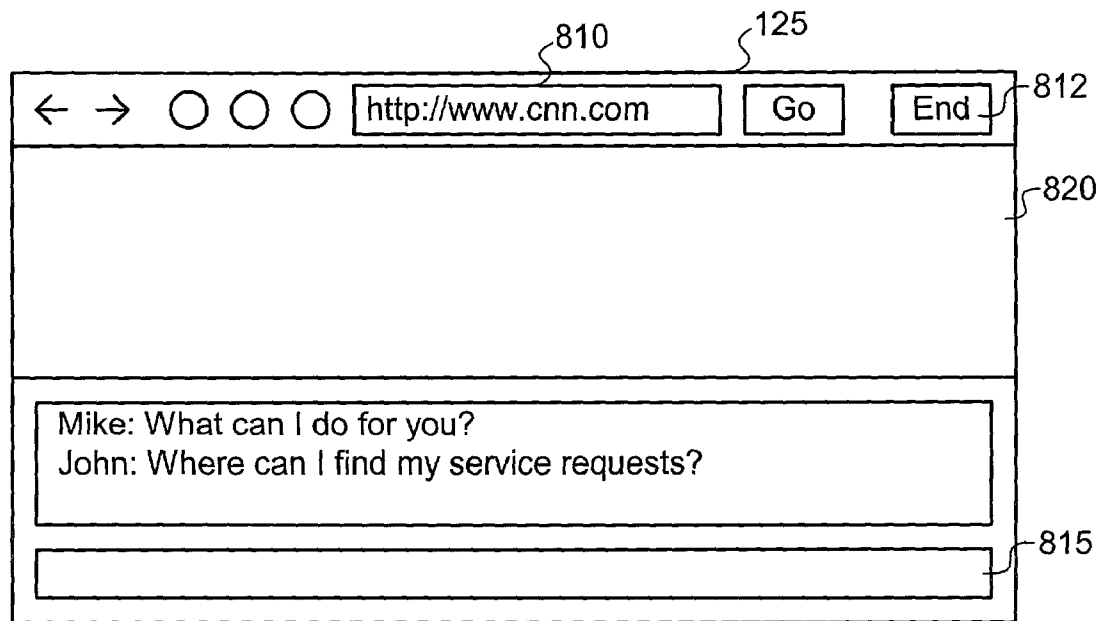 810
125
http://www.cnn.com Go End
812
820
Mike: What can I do for you?
John: Where can I find my service requests?
815